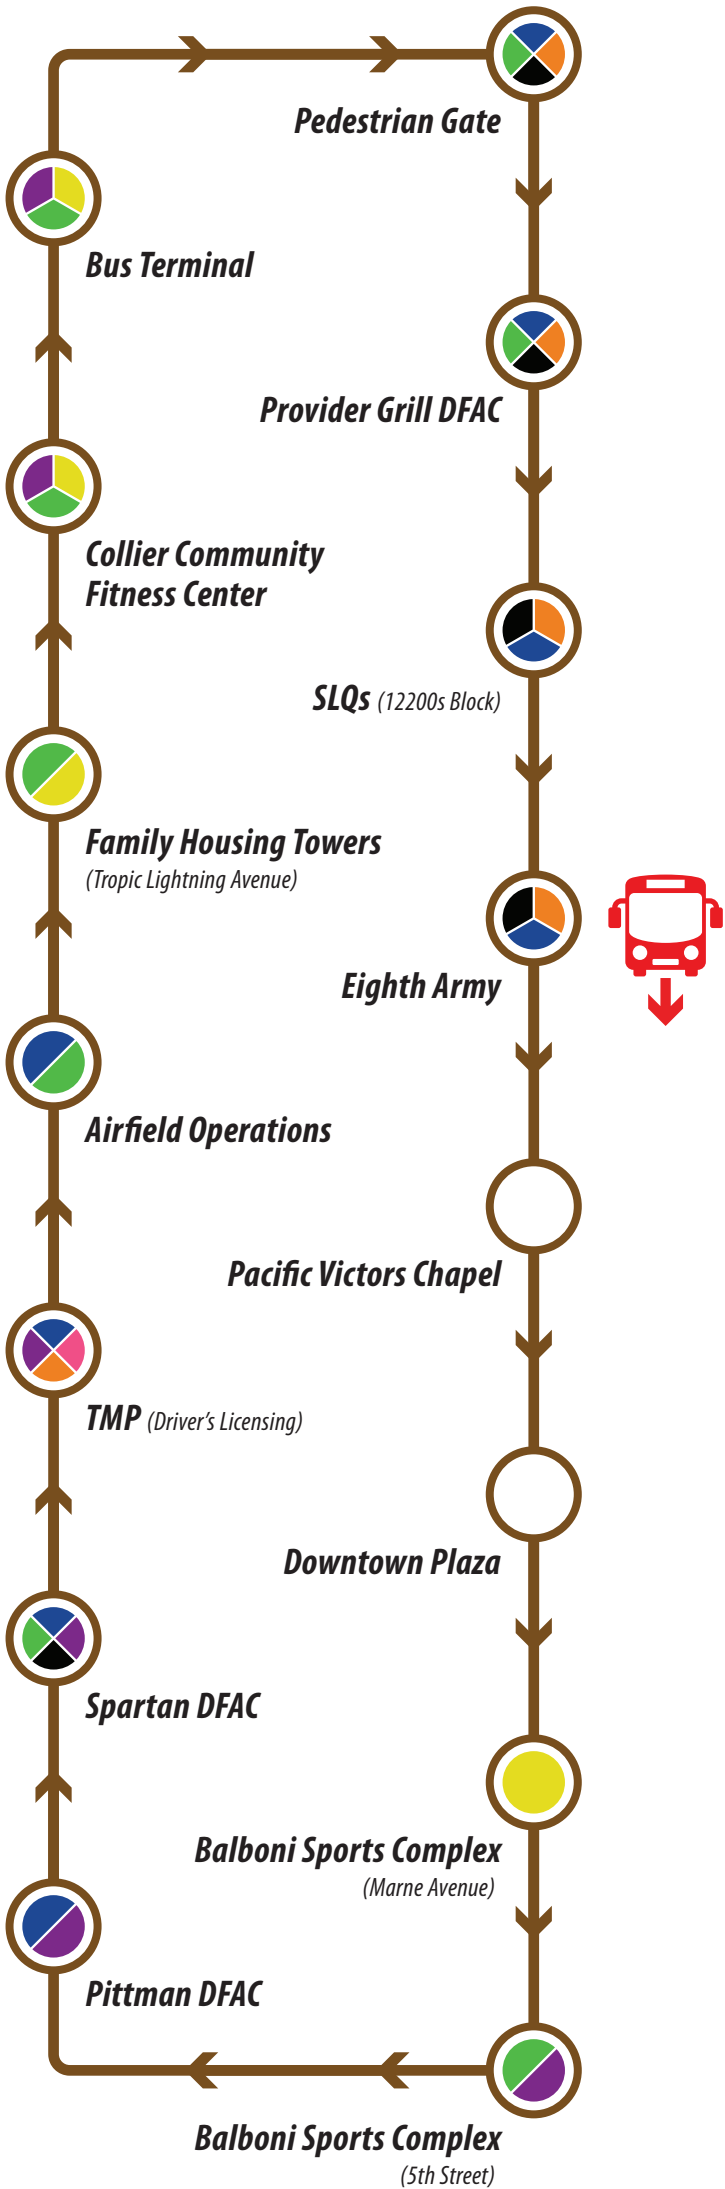 Pedestrian Gate
Bus Terminal
Provider Grill DFAC
Collier Community
Fitness Center
SLQs (12200s Block)
Family Housing Towers
(Tropic Lightning Avenue)
Eighth Army
Airfield Operations
Pacific Victors Chapel
TMP (Driver's Licensing)
Downtown Plaza
Spartan DFAC
Balboni Sports Complex
(Marne Avenue)
Pittman DFAC
Balboni Sports Complex
(5th Street)